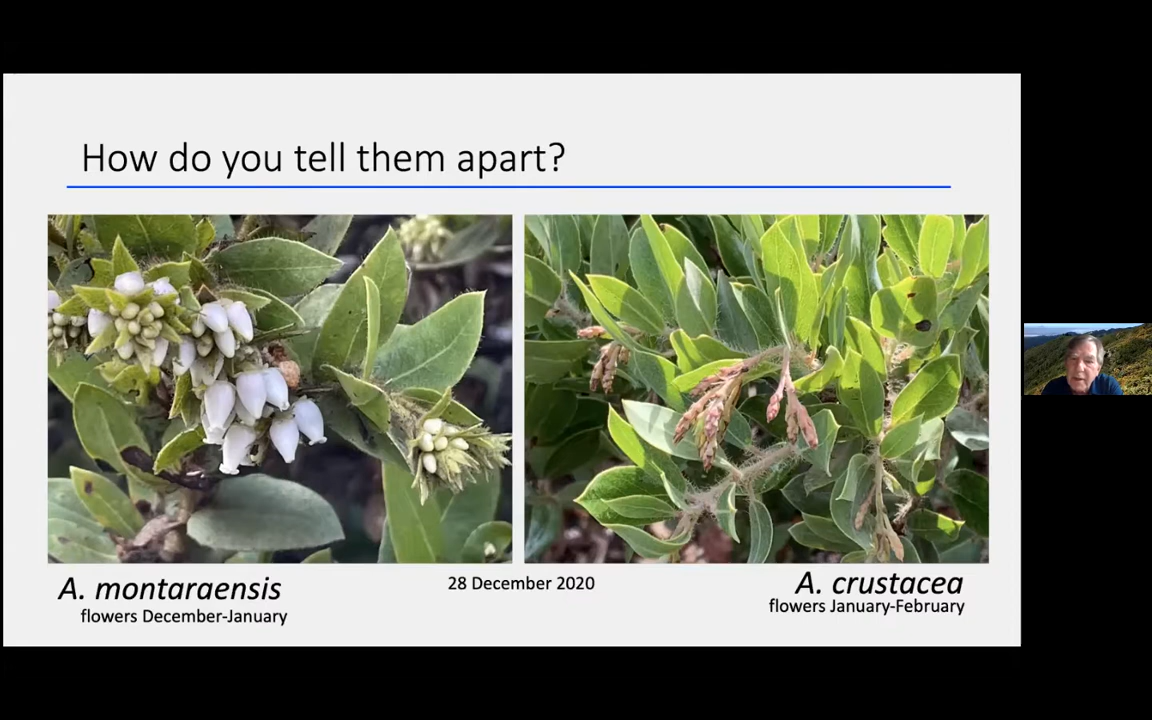 How do you tell them apart?
A. montaraensis
flowers December-January
28 December 2020
A. crustacea
flowers January-February